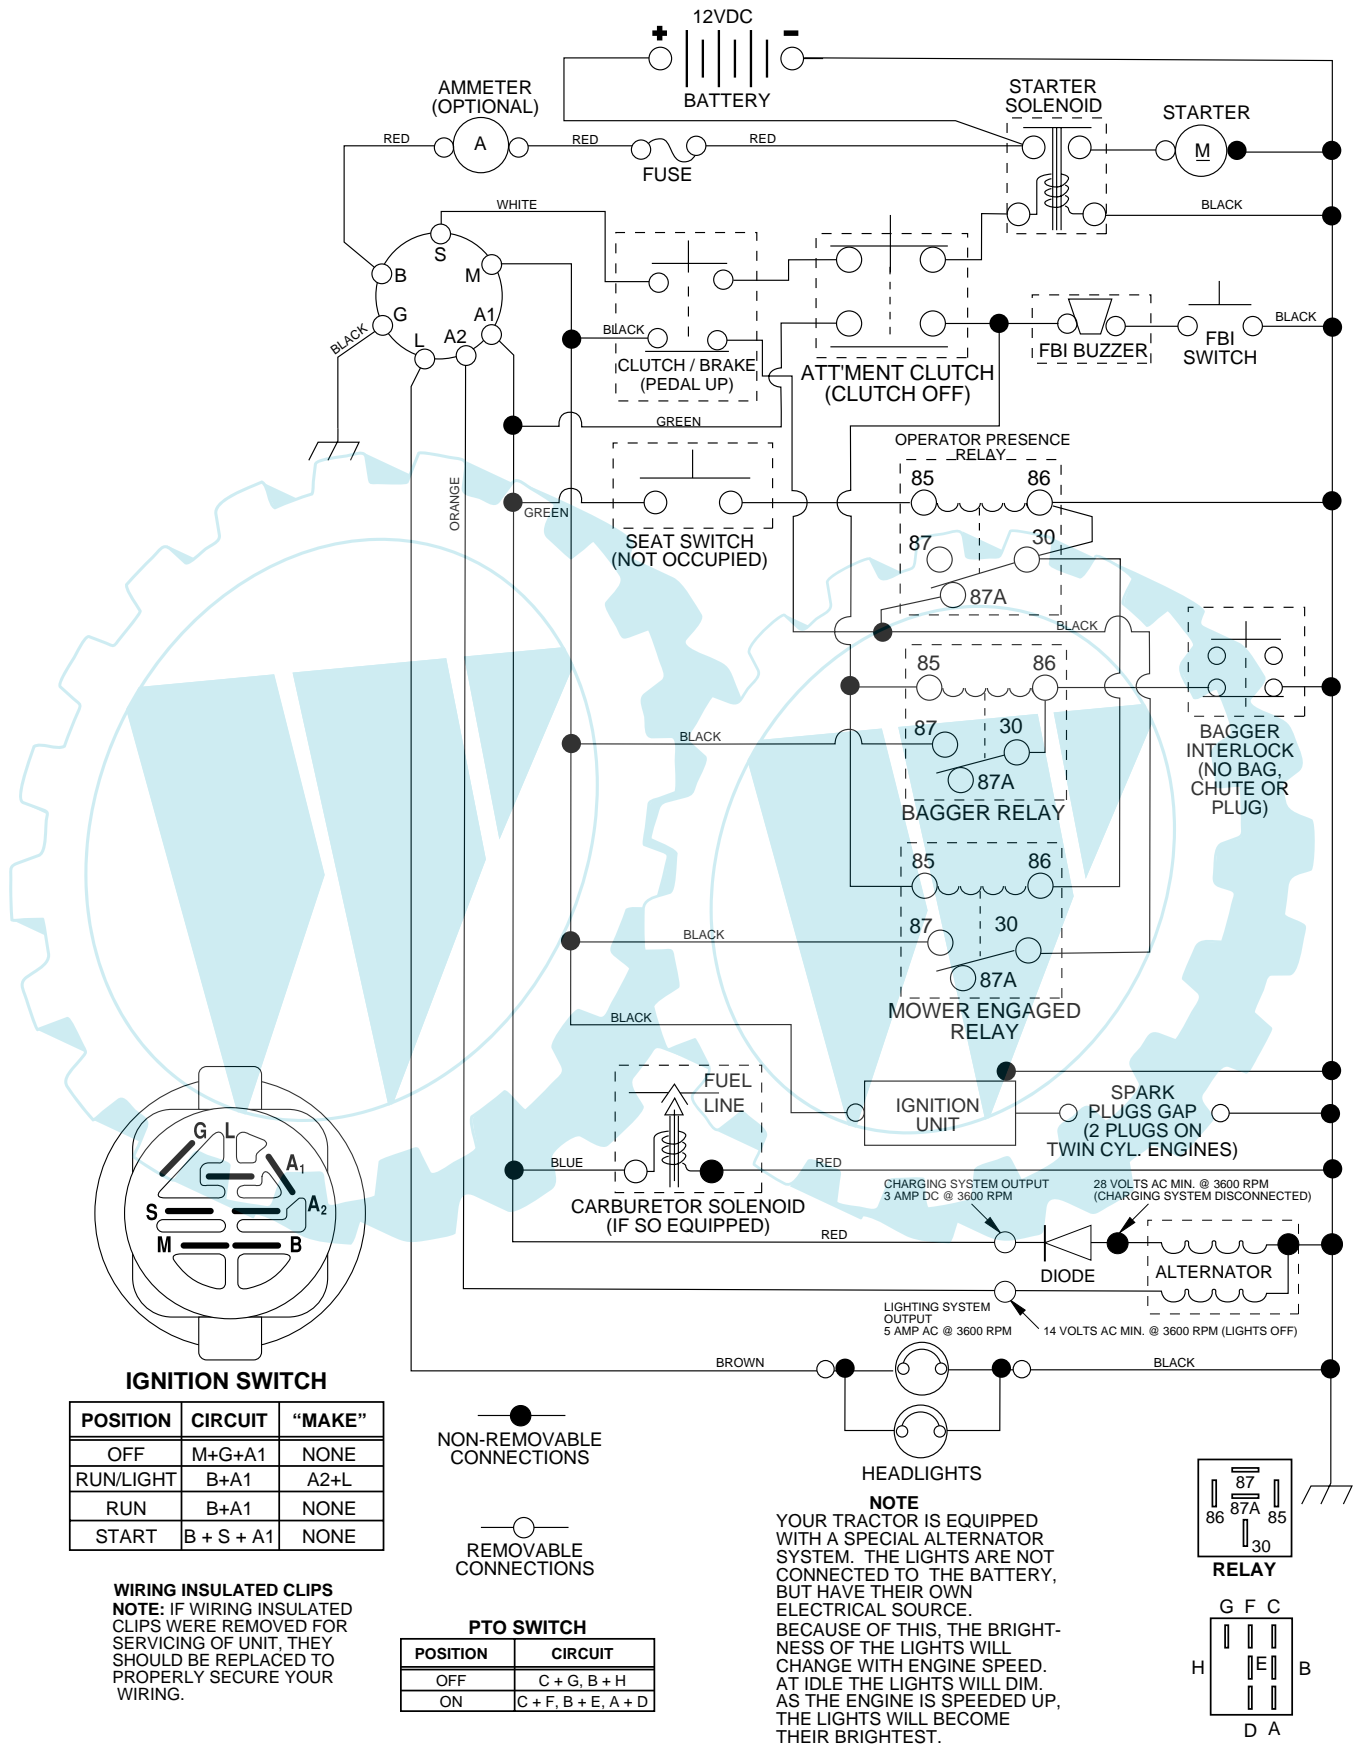 12VDC
+
-
BATTERY
AMMETER
(OPTIONAL)
STARTER
SOLENOID
STARTER
RED
A
RED
FUSE
RED
M
WHITE
BLACK
S
B
M
G
A1
L
A2
BLACK
BLACK
CLUTCH / BRAKE
(PEDAL UP)
ATT'MENT CLUTCH
(CLUTCH OFF)
FBI BUZZER
FBI
SWITCH
BLACK
GREEN
OPERATOR PRESENCE
RELAY
85
86
ORANGE
GREEN
SEAT SWITCH
(NOT OCCUPIED)
87
30
87A
BLACK
85
86
BLACK
87
30
87A
BAGGER RELAY
BAGGER
INTERLOCK
(NO BAG,
CHUTE OR
PLUG)
85
86
BLACK
87
30
87A
MOWER ENGAGED
RELAY
BLACK
FUEL
LINE
IGNITION
UNIT
SPARK
PLUGS GAP
(2 PLUGS ON
TWIN CYL. ENGINES)
BLUE
RED
CARBURETOR SOLENOID
(IF SO EQUIPPED)
CHARGING SYSTEM OUTPUT
3 AMP DC @ 3600 RPM
28 VOLTS AC MIN. @ 3600 RPM
(CHARGING SYSTEM DISCONNECTED)
RED
DIODE
ALTERNATOR
LIGHTING SYSTEM
OUTPUT
5 AMP AC @ 3600 RPM
14 VOLTS AC MIN. @ 3600 RPM (LIGHTS OFF)
BROWN
BLACK
HEADLIGHTS
G
L
A1
A2
S
M
B
IGNITION SWITCH
POSITION CIRCUIT “MAKE”
OFF M+G+A1 NONE
RUN/LIGHT B+A1 A2+L
RUN B+A1 NONE
START B + S + A1 NONE
NON-REMOVABLE
CONNECTIONS
REMOVABLE
CONNECTIONS
WIRING INSULATED CLIPS
NOTE: IF WIRING INSULATED
CLIPS WERE REMOVED FOR
SERVICING OF UNIT, THEY
SHOULD BE REPLACED TO
PROPERLY SECURE YOUR
WIRING.
PTO SWITCH
POSITION CIRCUIT
OFF C + G, B + H
ON C + F, B + E, A + D
NOTE
YOUR TRACTOR IS EQUIPPED
WITH A SPECIAL ALTERNATOR
SYSTEM. THE LIGHTS ARE NOT
CONNECTED TO THE BATTERY,
BUT HAVE THEIR OWN
ELECTRICAL SOURCE.
BECAUSE OF THIS, THE BRIGHT-
NESS OF THE LIGHTS WILL
CHANGE WITH ENGINE SPEED.
AT IDLE THE LIGHTS WILL DIM.
AS THE ENGINE IS SPEEDED UP,
THE LIGHTS WILL BECOME
THEIR BRIGHTEST.
87
86 87A 85
30
RELAY
G F C
H E B
D A